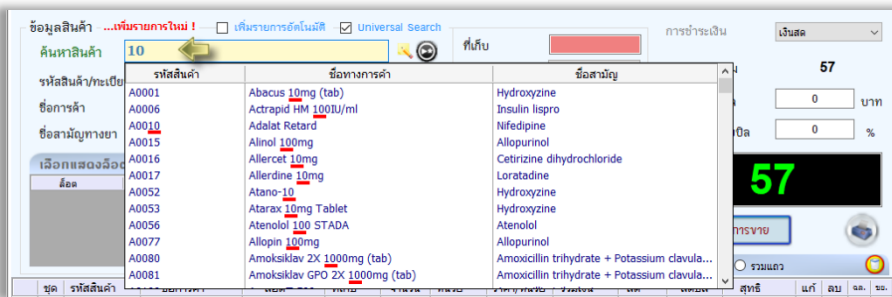 ข้อมูลสินค้า ...เพิ่มรายการใหม่ ! เพิ่มรายการอัตโนมัติ Universal Search การชำระเงิน เงินสด
ค้นหาสินค้า 10 ที่เก็บ
รหัสสินค้า ชื่อทางการค้า ชื่อสามัญ 57
รหัสสินค้า/ทะเบีย
A0001 Abacus 10mg (tab) Hydroxyzine
A0006 Actrapid HM 100IU/ml Insulin lispro 0 บาท
ชื่อการค้า
A0010 Adalat Retard Nifedipine
A0015 Alinol 100mg Allopurinol 0 %
ชื่อสามัญทางยา
A0016 Allercet 10mg Cetirizine dihydrochloride
เลือกแสดงล็อต
A0017 Allerdine 10mg Loratadine
ล็อต
A0052 Atano-10 Hydroxyzine 57
A0053 Atarax 10mg Tablet Hydroxyzine
A0056 Atenolol 100 STADA Atenolol
การขาย
A0077 Allopin 100mg Allopurinol
A0080 Amoksiklav 2X 1000mg (tab) Amoxicillin trihydrate + Potassium clavula...
A0081 Amoksiklav GPO 2X 1000mg (tab) Amoxicillin trihydrate + Potassium clavula... รวมแถว
ชุด รหัสสินค้า สุทธิ แก้ ลบ